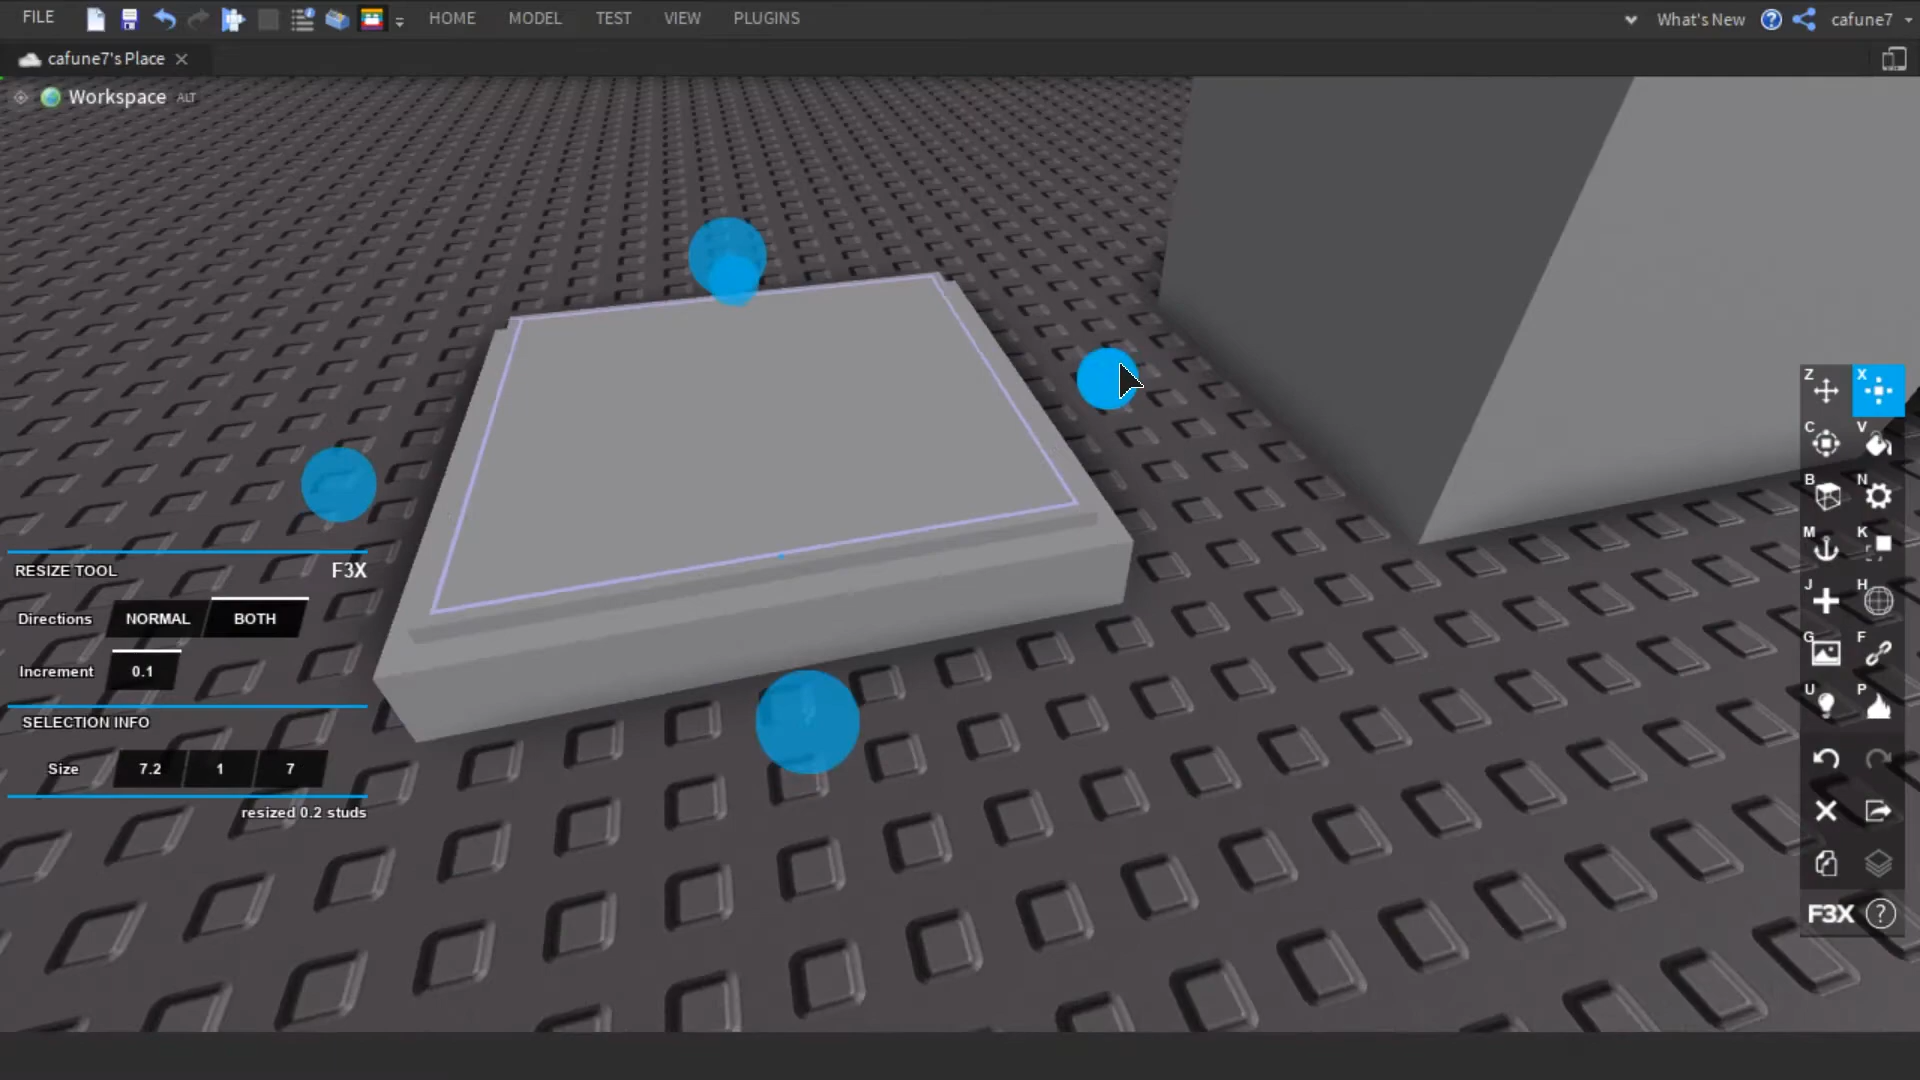 FILE HOME MODEL TEST VIEW PLUGINS What's New ? cafune7
cafune7's Place
Workspace ALT
RESIZE TOOL F3X
Directions NORMAL BOTH
Increment 0.1
SELECTION INFO
Size 7.2 1 7
resized 0.2 studs
Z X
C V
B N
M K
J H
G F
U P
F3X ?